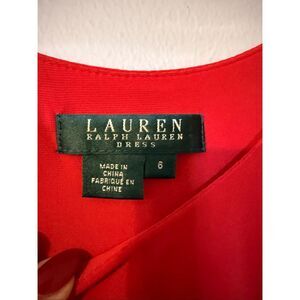 LAUREN
RALPH LAUREN
DRESS
MADE IN
CHINA
FABRIQUÉ EN
CHINE
6